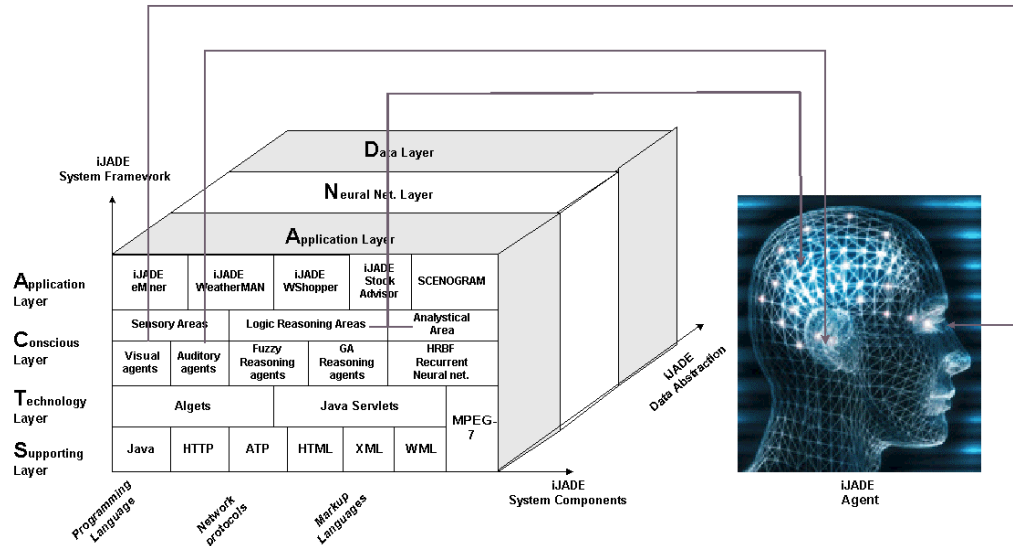 iJADE
System Framework
Data Layer
Neural Net. Layer
Application Layer
Application
Layer
iJADE
eMiner
iJADE
WeatherMAN
iJADE
WShopper
iJADE
Stock
Advisor
SCENOGRAM
Conscious
Layer
Sensory Areas
Logic Reasoning Areas
Analystical
Area
Visual
agents
Auditory
agents
Fuzzy
Reasoning
agents
GA
Reasoning
agents
HRBF
Recurrent
Neural net.
Technology
Layer
Aglets
Java Servlets
MPEG-
7
Supporting
Layer
Java
HTTP
ATP
HTML
XML
WML
iJADE
Data Abstraction
iJADE
System Components
Programming
Language
Network
protocols
Markup
Languages
iJADE
Agent